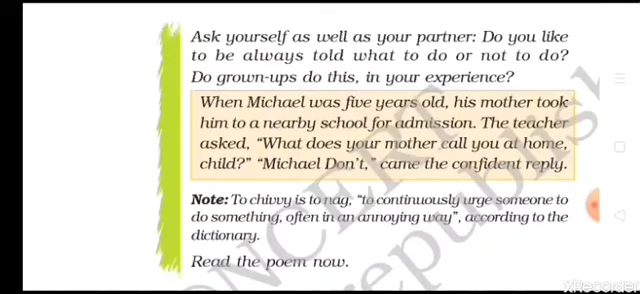 Ask yourself as well as your partner: Do you like
to be always told what to do or not to do?
Do grown-ups do this, in your experience?
When Michael was five years old, his mother took
him to a nearby school for admission. The teacher
asked, “What does your mother call you at home,
child?” “Michael Don’t,” came the confident reply.
Note: To chivvy is to nag, “to continuously urge someone to
do something, often in an annoying way”, according to the
dictionary.
Read the poem now.
NCERT
republish
XRecorder